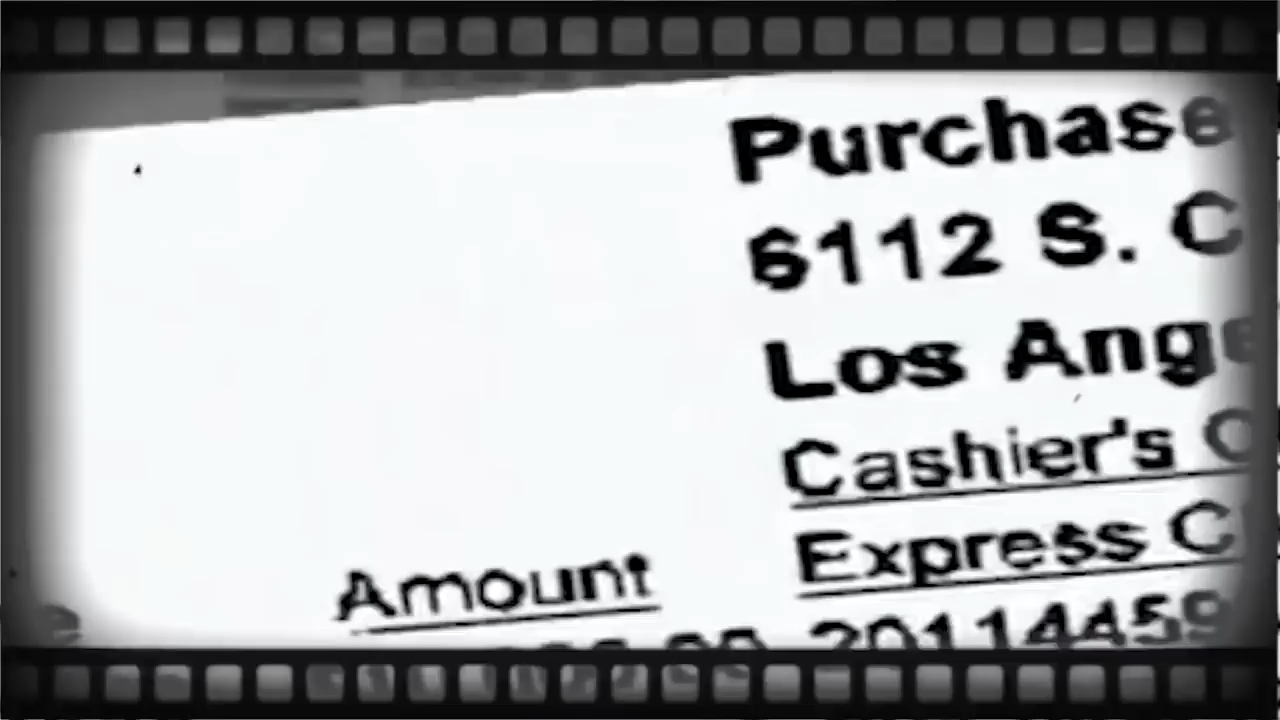 Purchase
6112 S. C
Los Ange
Cashier's C
Express C
Amount